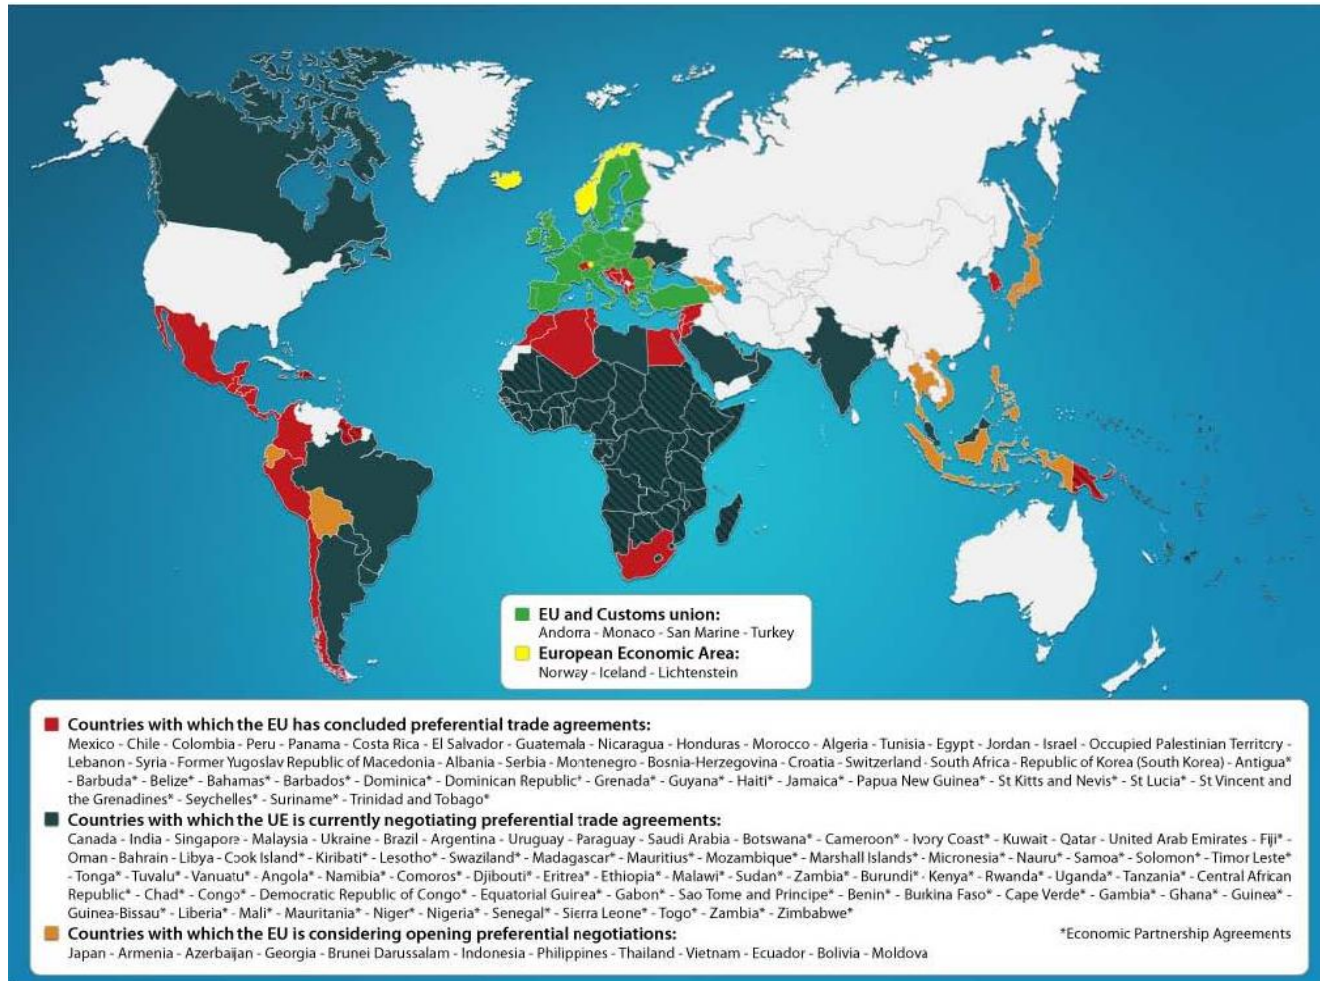 EU and Customs union:
Andorra - Monaco - San Marine - Turkey
European Economic Area:
Norway - Iceland - Lichtenstein
Countries with which the EU has concluded preferential trade agreements:
Mexico - Chile - Colombia - Peru - Panama - Costa Rica - El Salvador - Guatemala - Nicaragua - Honduras - Morocco - Algeria - Tunisia - Egypt - Jordan - Israel - Occupied Palestinian Territory -
Lebanon - Syria - Former Yugoslav Republic of Macedonia - Albania - Serbia - Montenegro - Bosnia-Herzegovina - Croatia - Switzerland - South Africa - Republic of Korea (South Korea) - Antigua*
- Barbuda* - Belize* - Bahamas* - Barbados* - Dominica* - Dominican Republic* - Grenada* - Guyana* - Haiti* - Jamaica* - Papua New Guinea* - St Kitts and Nevis* - St Lucia* - St Vincent and
the Grenadines* - Seychelles* - Suriname* - Trinidad and Tobago*
Countries with which the UE is currently negotiating preferential trade agreements:
Canada - India - Singapore - Malaysia - Ukraine - Brazil - Argentina - Uruguay - Paraguay - Saudi Arabia - Botswana* - Cameroon* - Ivory Coast* - Kuwait - Qatar - United Arab Emirates - Fiji* -
Oman - Bahrain - Libya - Cook Island* - Kiribati* - Lesotho* - Swaziland* - Madagascar* - Mauritius* - Mozambique* - Marshall Islands* - Micronesia* - Nauru* - Samoa* - Solomon* - Timor Leste*
- Tonga* - Tuvalu* - Vanuatu* - Angola* - Namibia* - Comoros* - Djibouti* - Eritrea* - Ethiopia* - Malawi* - Sudan* - Zambia* - Burundi* - Kenya* - Rwanda* - Uganda* - Tanzania* - Central African
Republic* - Chad* - Congo* - Democratic Republic of Congo* - Equatorial Guinea* - Gabon* - Sao Tome and Principe* - Benin* - Burkina Faso* - Cape Verde* - Gambia* - Ghana* - Guinea* -
Guinea-Bissau* - Liberia* - Mali* - Mauritania* - Niger* - Nigeria* - Senegal* - Sierra Leone* - Togo* - Zambia* - Zimbabwe*
Countries with which the EU is considering opening preferential negotiations:
*Economic Partnership Agreements
Japan - Armenia - Azerbaijan - Georgia - Brunei Darussalam - Indonesia - Philippines - Thailand - Vietnam - Ecuador - Bolivia - Moldova